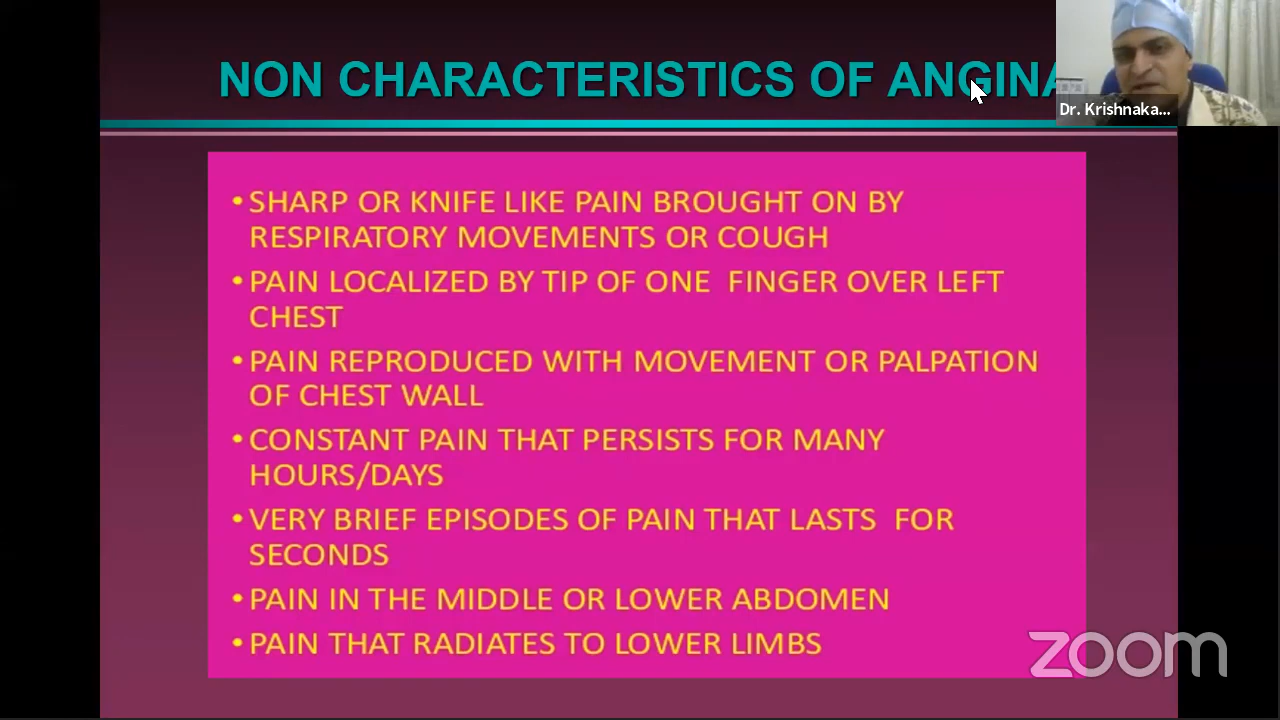 NON CHARACTERISTICS OF ANGINA
Dr. Krishnaka...
• SHARP OR KNIFE LIKE PAIN BROUGHT ON BY
RESPIRATORY MOVEMENTS OR COUGH
• PAIN LOCALIZED BY TIP OF ONE FINGER OVER LEFT
CHEST
• PAIN REPRODUCED WITH MOVEMENT OR PALPATION
OF CHEST WALL
• CONSTANT PAIN THAT PERSISTS FOR MANY
HOURS/DAYS
• VERY BRIEF EPISODES OF PAIN THAT LASTS FOR
SECONDS
• PAIN IN THE MIDDLE OR LOWER ABDOMEN
• PAIN THAT RADIATES TO LOWER LIMBS
zoom